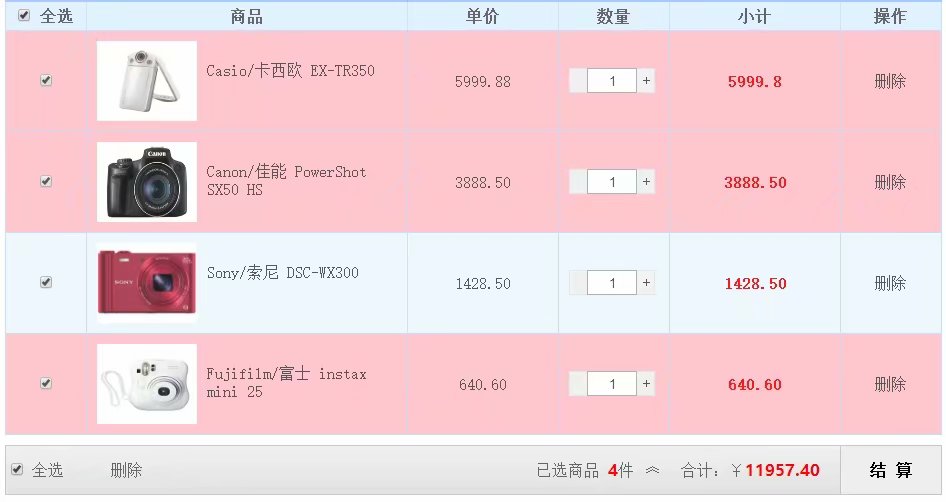 全选 商品 单价 数量 小计 操作
Casio/卡西欧 EX-TR350 5999.88 1 + 5999.8 删除
Canon
Canon/佳能 PowerShot
SX50 HS 3888.50 1 + 3888.50 删除
SONY
Sony/索尼 DSC-WX300 1428.50 1 + 1428.50 删除
Fujifilm/富士 instax
mini 25 640.60 1 + 640.60 删除
全选 删除 已选商品 4件 合计：￥11957.40 结 算